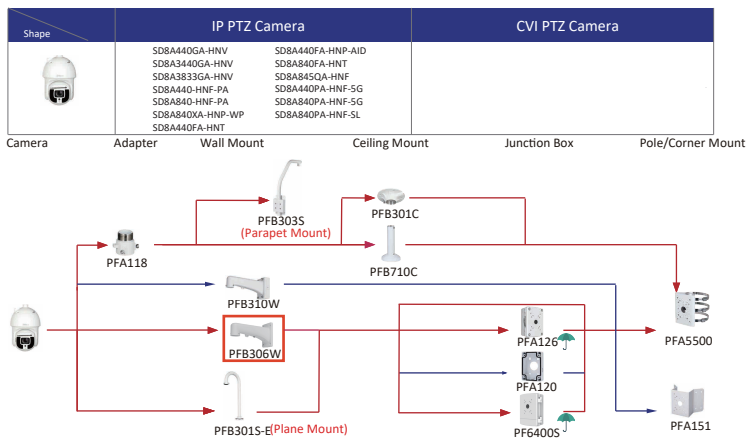 Shape
IP PTZ Camera
CVI PTZ Camera
SD8A440GA-HNV
SD8A3440GA-HNV
SD8A3833GA-HNV
SD8A440-HNF-PA
SD8A840-HNF-PA
SD8A840XA-HNP-WP
SD8A440FA-HNT
SD8A440FA-HNP-AID
SD8A840FA-HNT
SD8A845QA-HNF
SD8A440PA-HNF-5G
SD8A840PA-HNF-5G
SD8A840PA-HNF-SL
Camera
Adapter
Wall Mount
Ceiling Mount
Junction Box
Pole/Corner Mount
PFB303S
(Parapet Mount)
PFB301C
PFA118
PFB710C
PFB310W
PFB306W
PFA126
PFA5500
PFA120
PFB301S-E(Plane Mount)
PF6400S
PFA151